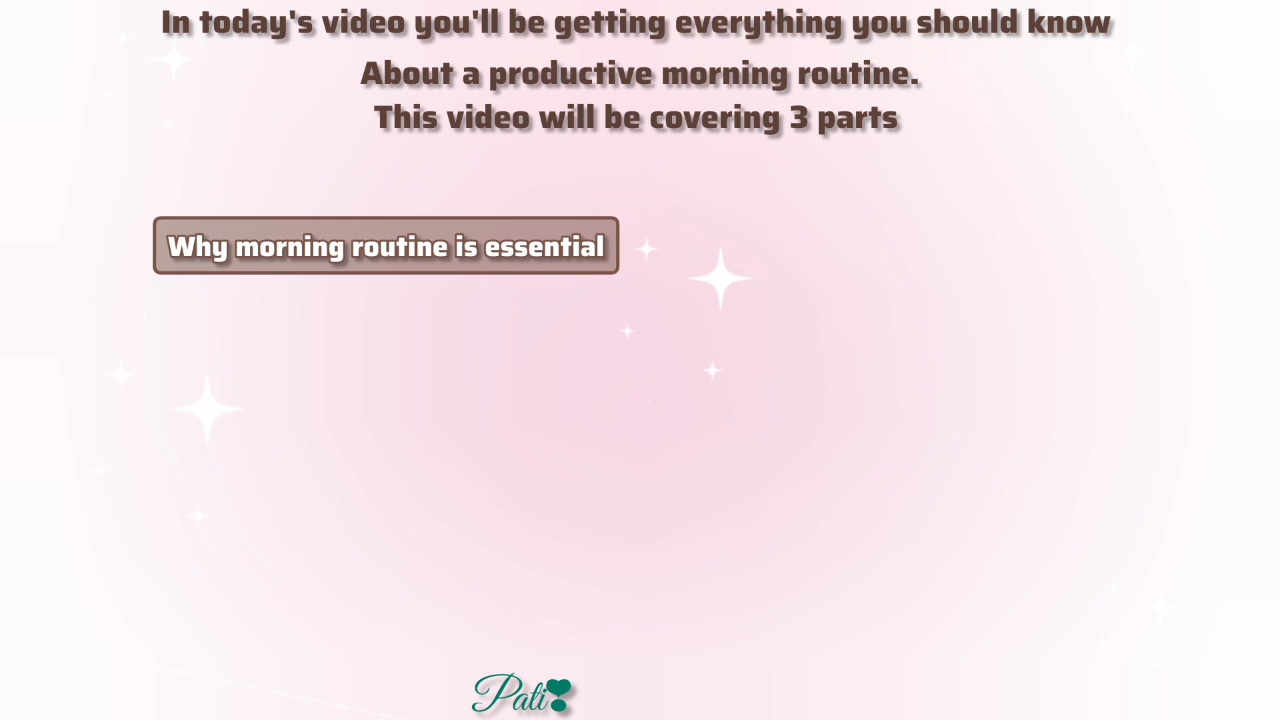 In today's video you'll be getting everything you should know
About a productive morning routine.
This video will be covering 3 parts
Why morning routine is essential
Pati❣